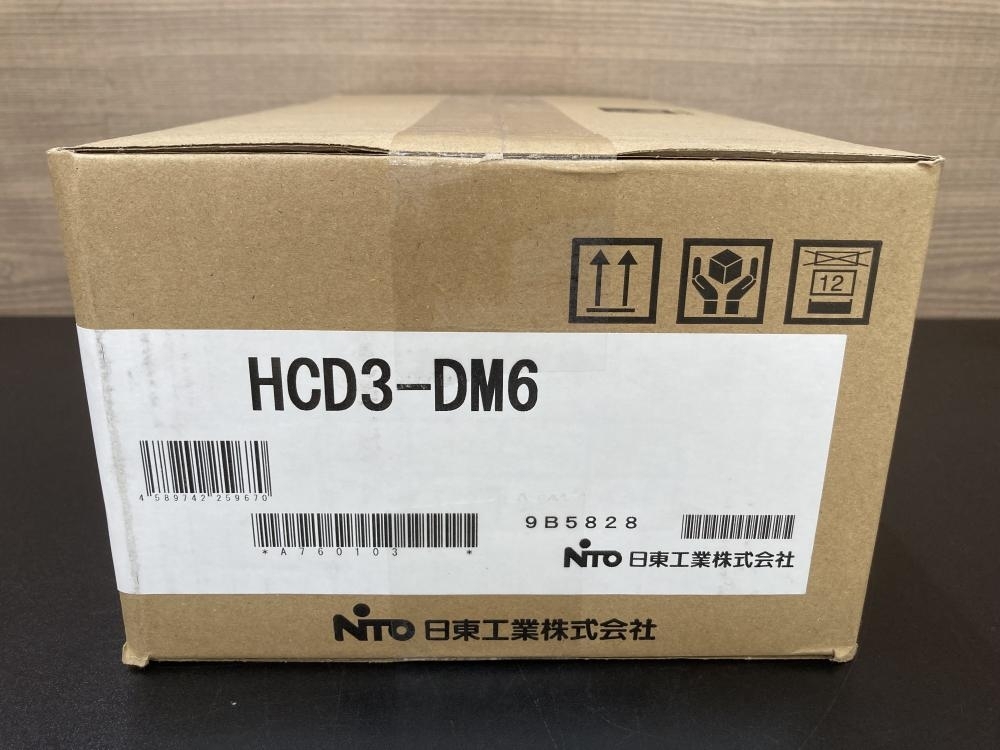 12
HCD3-DM6
4 589742 259670
*A760103*
9B5828
NITO 日東工業株式会社
NITO 日東工業株式会社